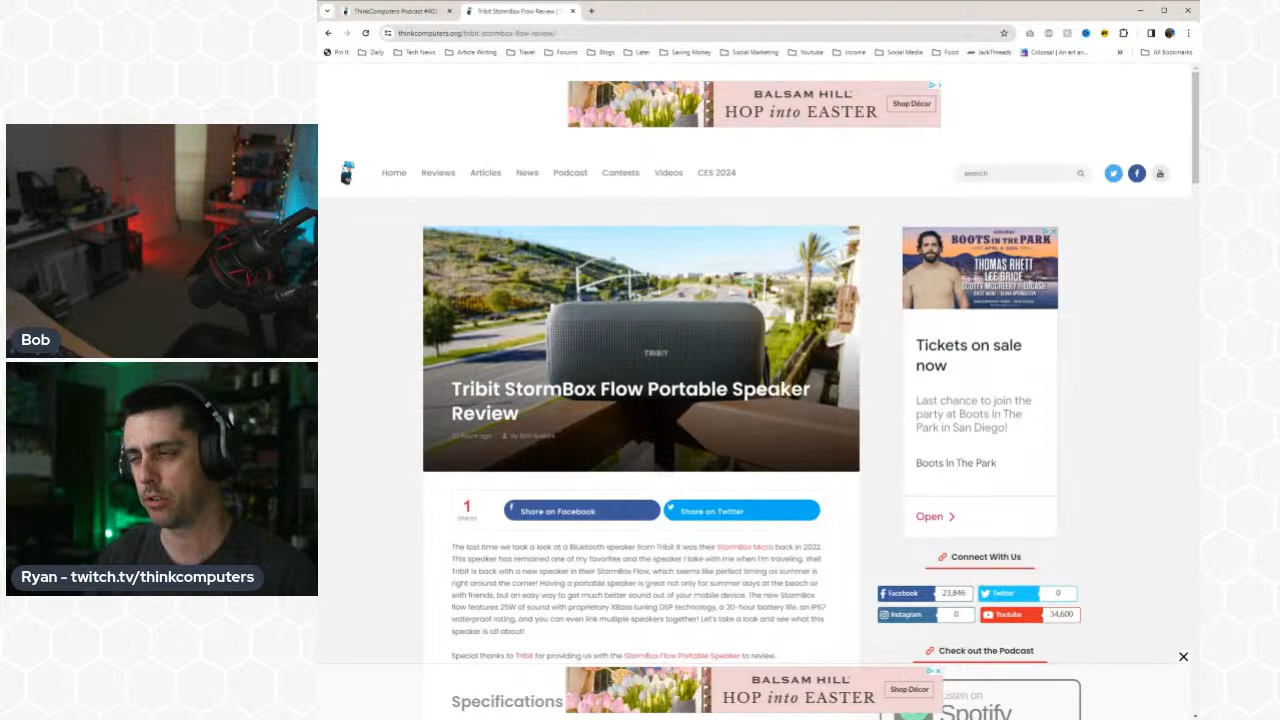 ThinkComputers Podcast #402
Tribit StormBox Flow Review |
thinkcomputers.org/tribit-stormbox-flow-review/
Pin It
Daily
Tech News
Article Writing
Travel
Forums
Blogs
Later
Saving Money
Social Marketing
Youtube
Income
Social Media
Food
JackThreads
Colossal | An art an...
»
All Bookmarks
BALSAM HILL
HOP into EASTER
Shop Décor
Home
Reviews
Articles
News
Podcast
Contests
Videos
CES 2024
search
TRIBIT
Tribit StormBox Flow Portable Speaker
Review
hours ago
BOOTS IN THE PARK
THOMAS RHETT
LEE BRICE
Tickets on sale
now
Last chance to join the
party at Boots In The
Park in San Diego!
Boots In The Park
Open
1
shares
Share on Facebook
Share on Twitter
The last time we took a look at a Bluetooth speaker from Tribit it was their StormBox Micro back in 2022.
This speaker has remained one of my favorites and the speaker I take with me when I'm traveling. Well
Tribit is back with a new speaker in their StormBox Flow, which seems like perfect timing as summer is
right around the corner! Having a portable speaker is great not only for summer days at the beach or
with friends, but an easy way to get much better sound out of your mobile device. The new StormBox
flow features 25W of sound with proprietary XBass tuning DSP technology, a 30-hour battery life, an IP67
waterproof rating, and you can even link multiple speakers together! Let's take a look and see what this
speaker is all about!
Special thanks to Tribit for providing us with the StormBox Flow Portable Speaker to review.
Specifications
Connect With Us
Facebook
23,846
Twitter
0
Instagram
0
Youtube
34,600
Check out the Podcast
Listen on
Spotify
BALSAM HILL
HOP into EASTER
Shop Décor
Bob
Ryan - twitch.tv/thinkcomputers